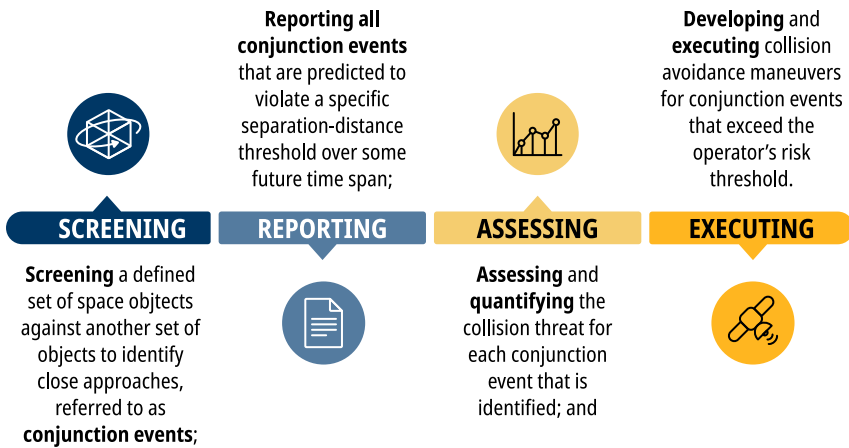 SCREENING
Screening a defined
set of space objects
against another set of
objects to identify
close approaches,
referred to as
conjunction events;
Reporting all
conjunction events
that are predicted to
violate a specific
separation-distance
threshold over some
future time span;
REPORTING
ASSESSING
Assessing and
quantifying the
collision threat for
each conjunction
event that is
identified; and
Developing and
executing collision
avoidance maneuvers
for conjunction events
that exceed the
operator’s risk
threshold.
EXECUTING